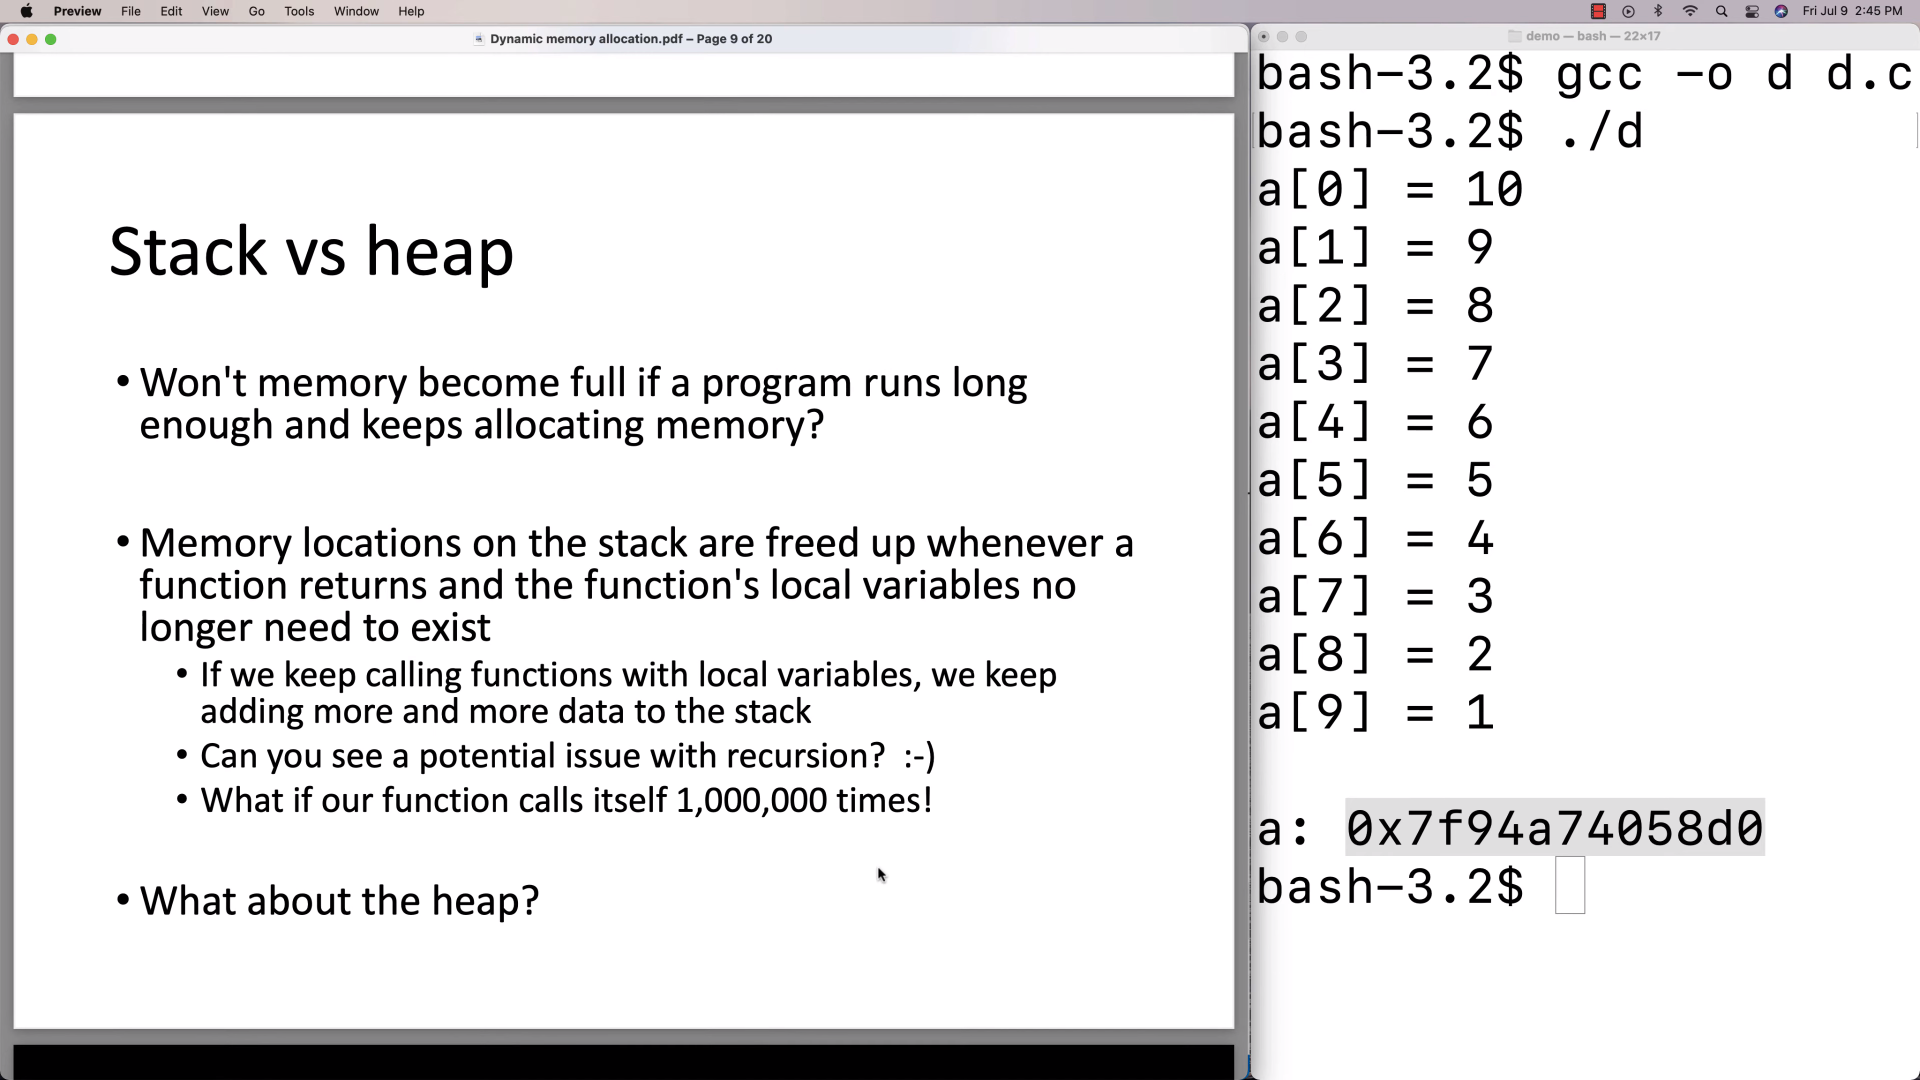 Preview File Edit View Go Tools Window Help Fri Jul 9 2:45 PM
Dynamic memory allocation.pdf – Page 9 of 20
Stack vs heap
• Won't memory become full if a program runs long
enough and keeps allocating memory?
• Memory locations on the stack are freed up whenever a
function returns and the function's local variables no
longer need to exist
• If we keep calling functions with local variables, we keep
adding more and more data to the stack
• Can you see a potential issue with recursion? :-)
• What if our function calls itself 1,000,000 times!
• What about the heap?
demo — bash — 22×17
bash-3.2$ gcc -o d d.c
bash-3.2$ ./d
a[0] = 10
a[1] = 9
a[2] = 8
a[3] = 7
a[4] = 6
a[5] = 5
a[6] = 4
a[7] = 3
a[8] = 2
a[9] = 1
a: 0x7f94a74058d0
bash-3.2$